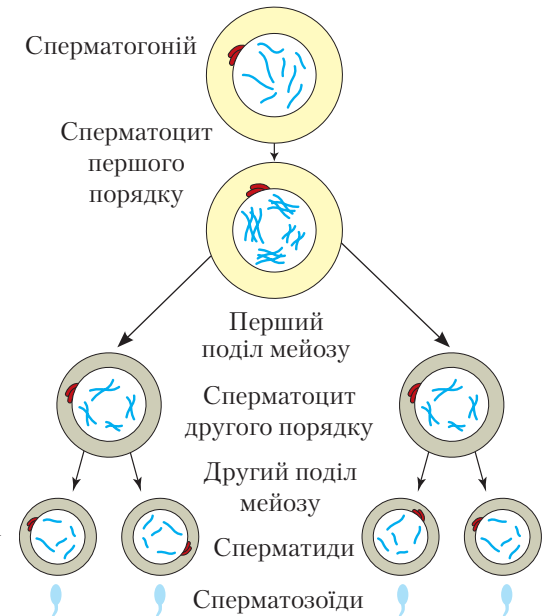 Сперматогоній
Сперматоцит
першого
порядку
Перший
поділ мейозу
Сперматоцит
другого порядку
Другий поділ
мейозу
Сперматиди
Сперматозоїди